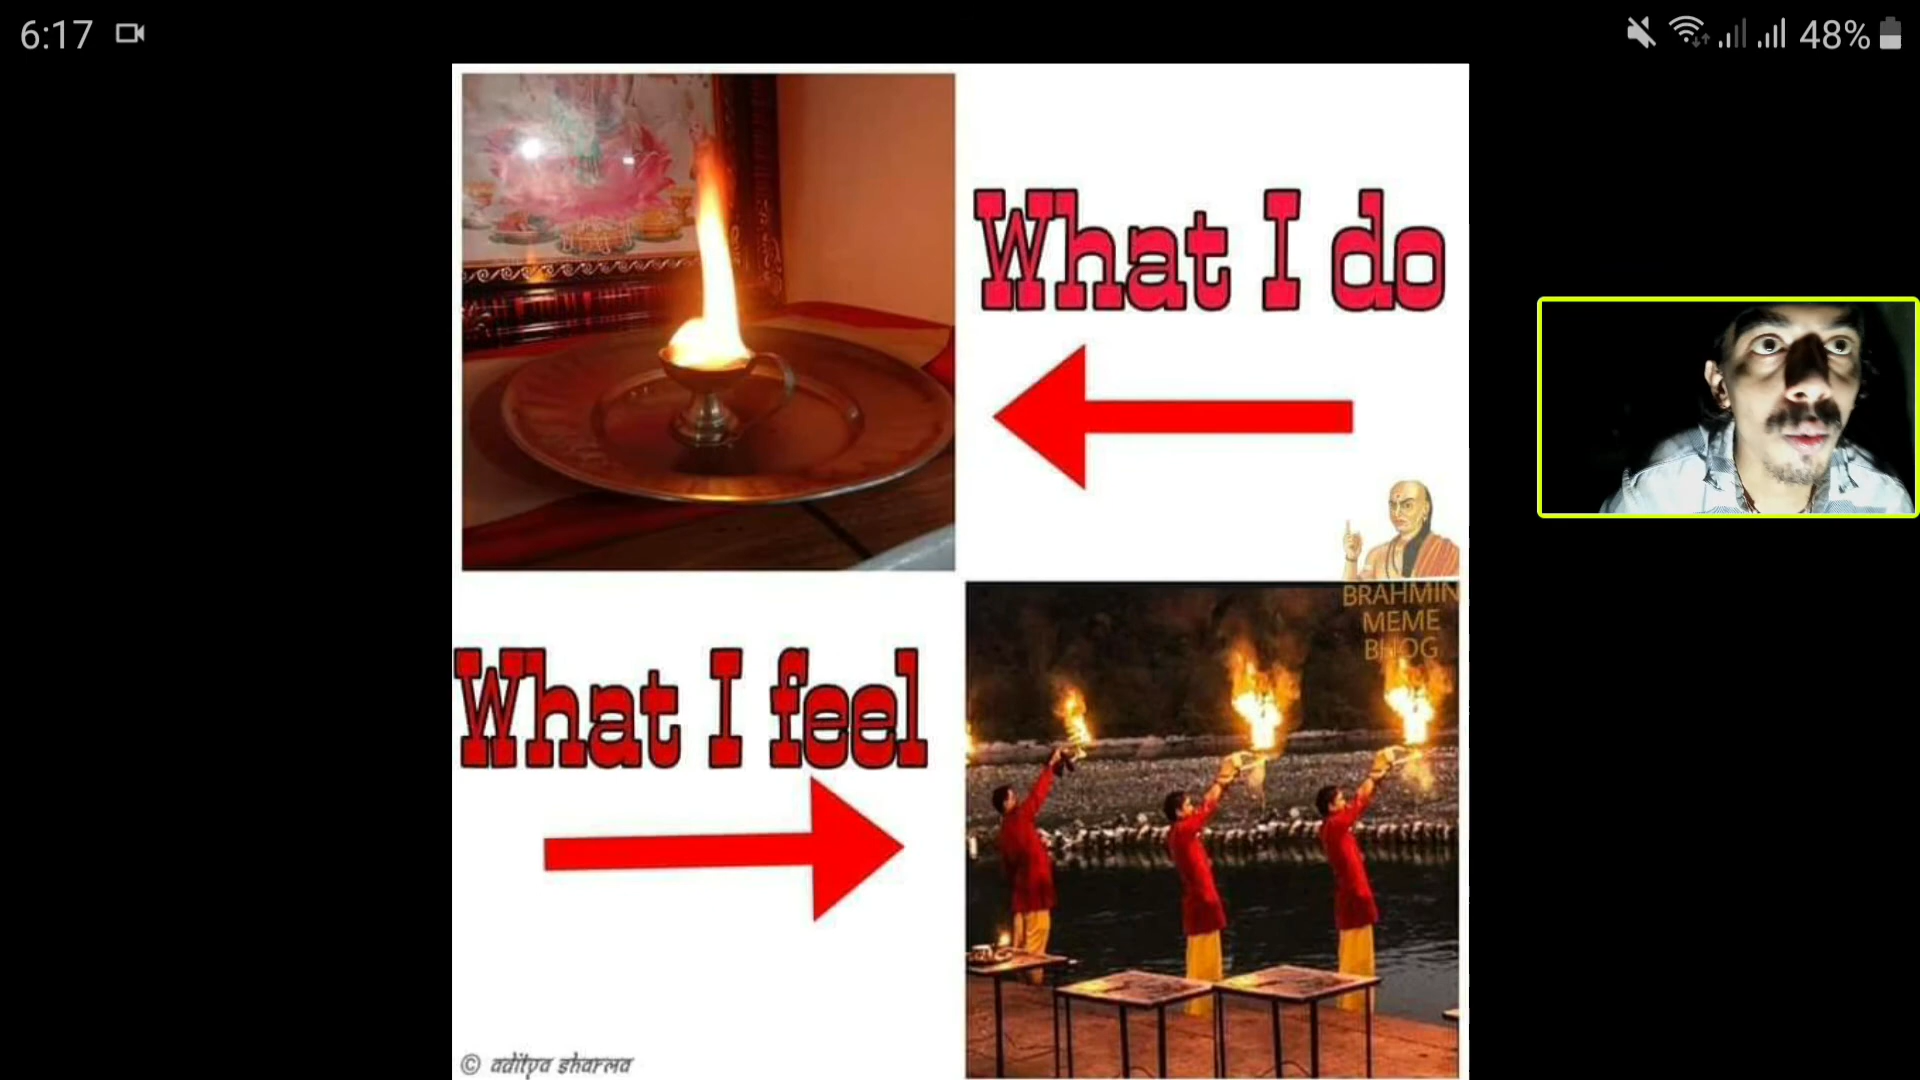 6:17
48%
What I do
BRAHMIN
MEME
BHOG
What I feel
© aditya sharma